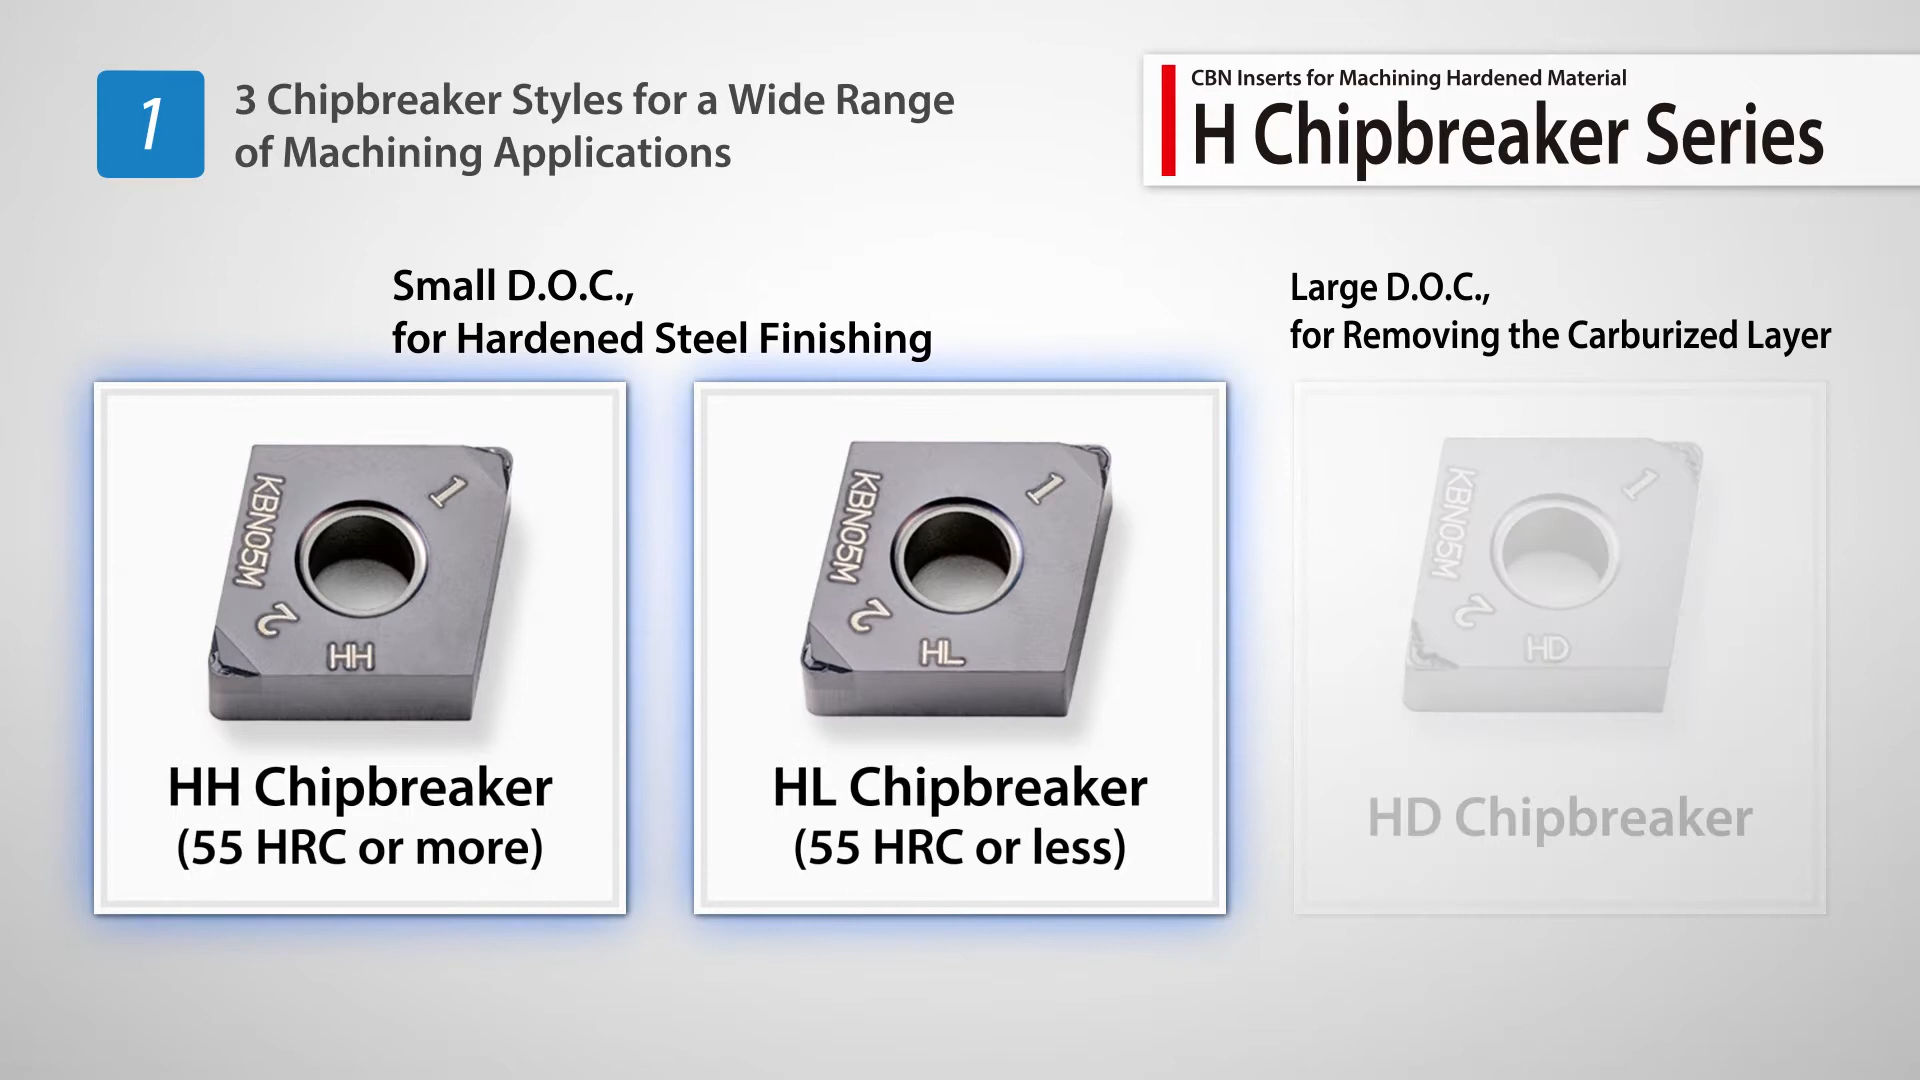 1
3 Chipbreaker Styles for a Wide Range
of Machining Applications
CBN Inserts for Machining Hardened Material
H Chipbreaker Series
Small D.O.C.,
for Hardened Steel Finishing
Large D.O.C.,
for Removing the Carburized Layer
1
KBN05M
2
HH
HH Chipbreaker
(55 HRC or more)
1
KBN05M
2
HL
HL Chipbreaker
(55 HRC or less)
1
KBN05M
2
HD
HD Chipbreaker